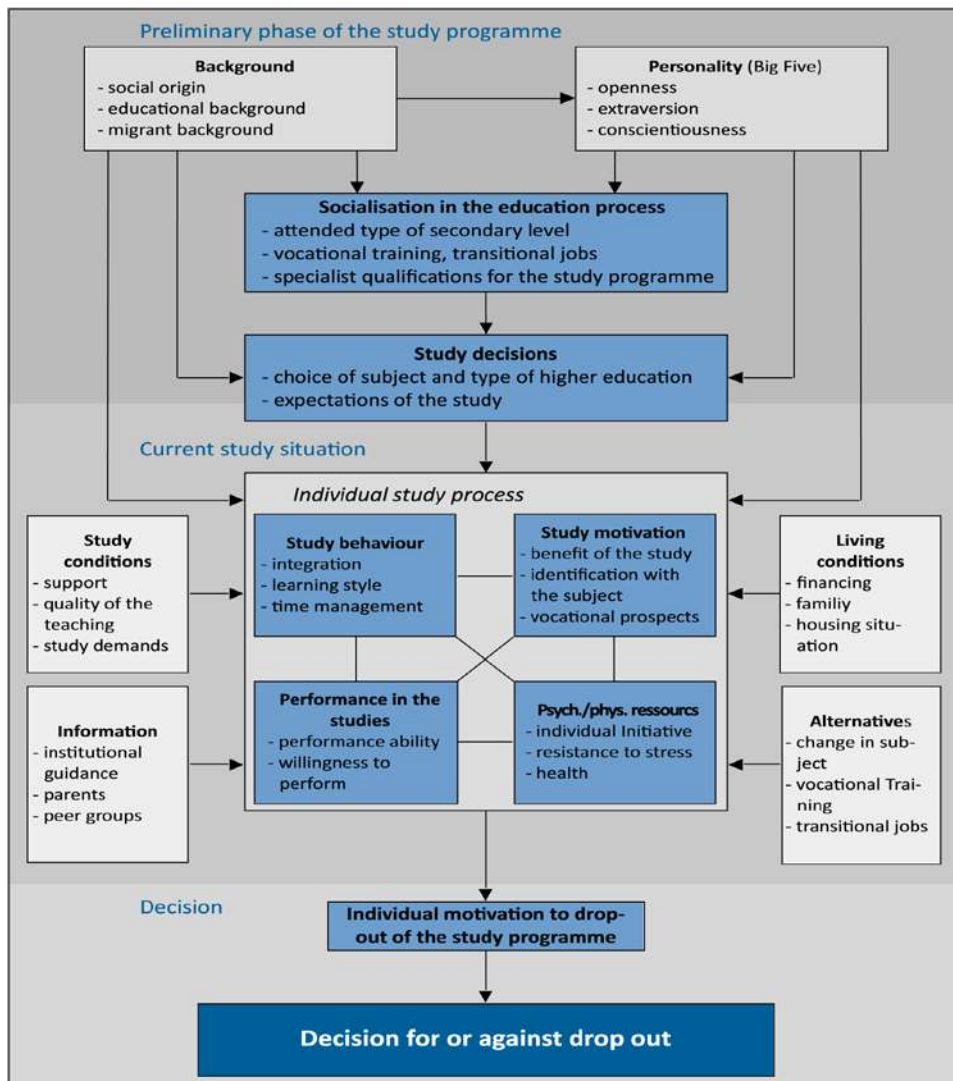 Preliminary phase of the study programme
Background
- social origin
- educational background
- migrant background
Personality (Big Five)
- openness
- extraversion
- conscientiousness
Socialisation in the education process
- attended type of secondary level
- vocational training, transitional jobs
- specialist qualifications for the study programme
Study decisions
- choice of subject and type of higher education
- expectations of the study
Current study situation
Individual study process
Study
conditions
- support
- quality of the
teaching
- study demands
Study behaviour
- integration
- learning style
- time management
Study motivation
- benefit of the study
- identification with
the subject
- vocational prospects
Living
conditions
- financing
- familiy
- housing situ-
ation
Information
- institutional
guidance
- parents
- peer groups
Performance in the
studies
- performance ability
- willingness to
perform
Psych./phys. ressourcs
- individual Initiative
- resistance to stress
- health
Alternatives
- change in sub-
ject
- vocational Trai-
ning
- transitional jobs
Decision
Individual motivation to drop-
out of the study programme
Decision for or against drop out